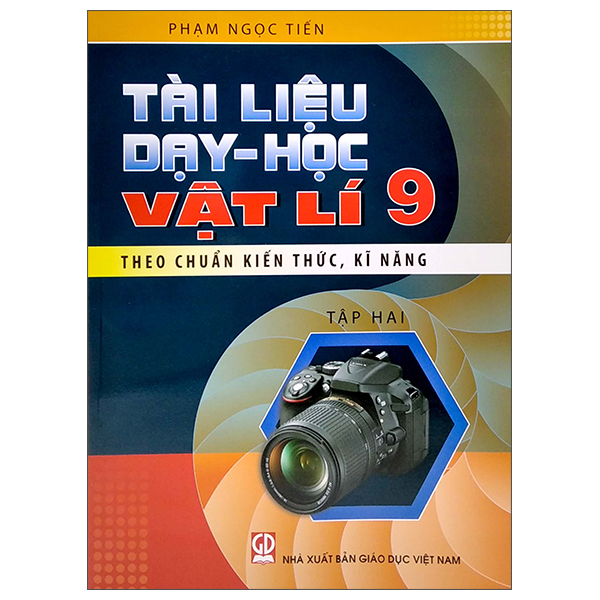 PHẠM NGỌC TIẾN
TÀI LIỆU
DẠY-HỌC
VẬT LÍ 9
THEO CHUẨN KIẾN THỨC, KĨ NĂNG
TẬP HAI
GD
NHÀ XUẤT BẢN GIÁO DỤC VIỆT NAM